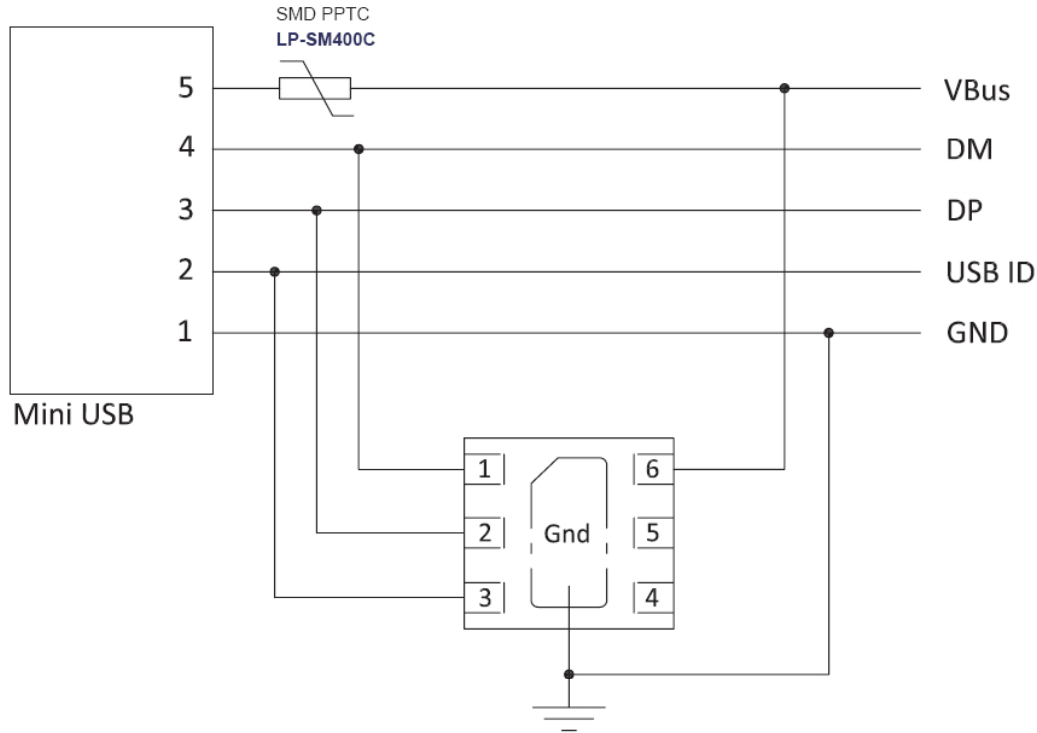 SMD PPTC
LP-SM400C
5
VBus
4
DM
3
DP
2
USB ID
1
GND
Mini USB
1
6
2
Gnd
5
3
4